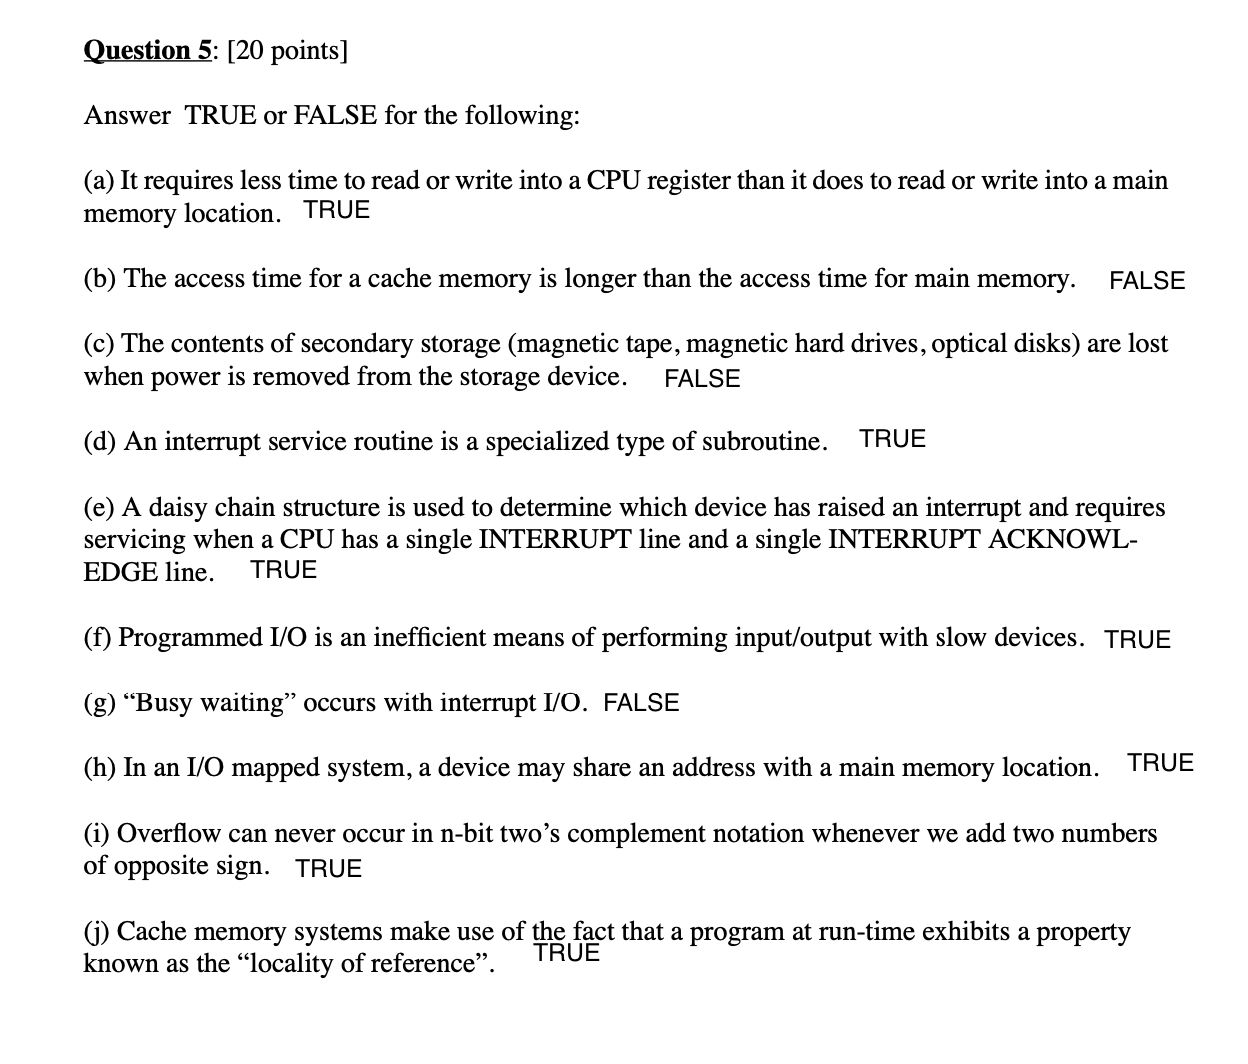 Question 5: [20 points]
Answer TRUE or FALSE for the following:
(a) It requires less time to read or write into a CPU register than it does to read or write into a main
memory location. TRUE
(b) The access time for a cache memory is longer than the access time for main memory. FALSE
(c) The contents of secondary storage (magnetic tape, magnetic hard drives, optical disks) are lost
when power is removed from the storage device. FALSE
(d) An interrupt service routine is a specialized type of subroutine. TRUE
(e) A daisy chain structure is used to determine which device has raised an interrupt and requires
servicing when a CPU has a single INTERRUPT line and a single INTERRUPT ACKNOWL-
EDGE line. TRUE
(f) Programmed I/O is an inefficient means of performing input/output with slow devices. TRUE
(g) “Busy waiting” occurs with interrupt I/O. FALSE
(h) In an I/O mapped system, a device may share an address with a main memory location. TRUE
(i) Overflow can never occur in n-bit two’s complement notation whenever we add two numbers
of opposite sign. TRUE
(j) Cache memory systems make use of the fact that a program at run-time exhibits a property
known as the “locality of reference”. TRUE